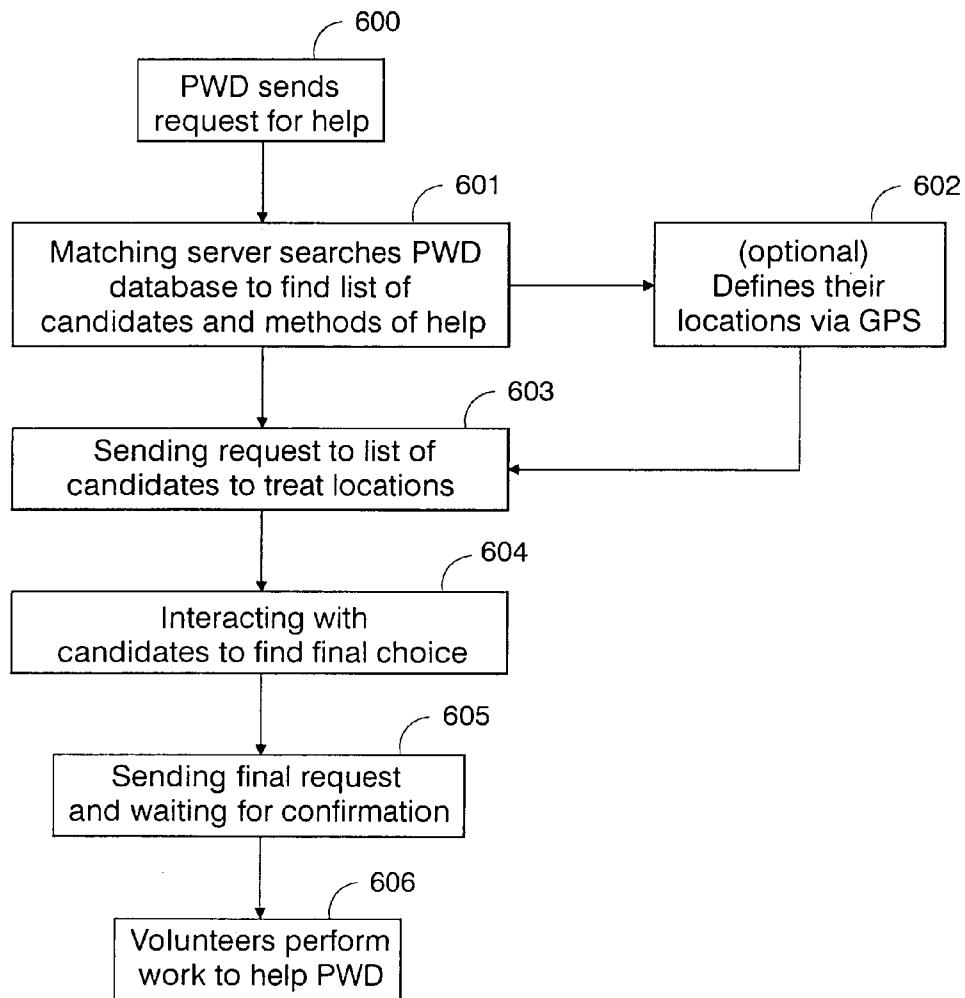 600
PWD sends
request for help
601
Matching server searches PWD
database to find list of
candidates and methods of help
602
(optional)
Defines their
locations via GPS
603
Sending request to list of
candidates to treat locations
604
Interacting with
candidates to find final choice
605
Sending final request
and waiting for confirmation
606
Volunteers perform
work to help PWD